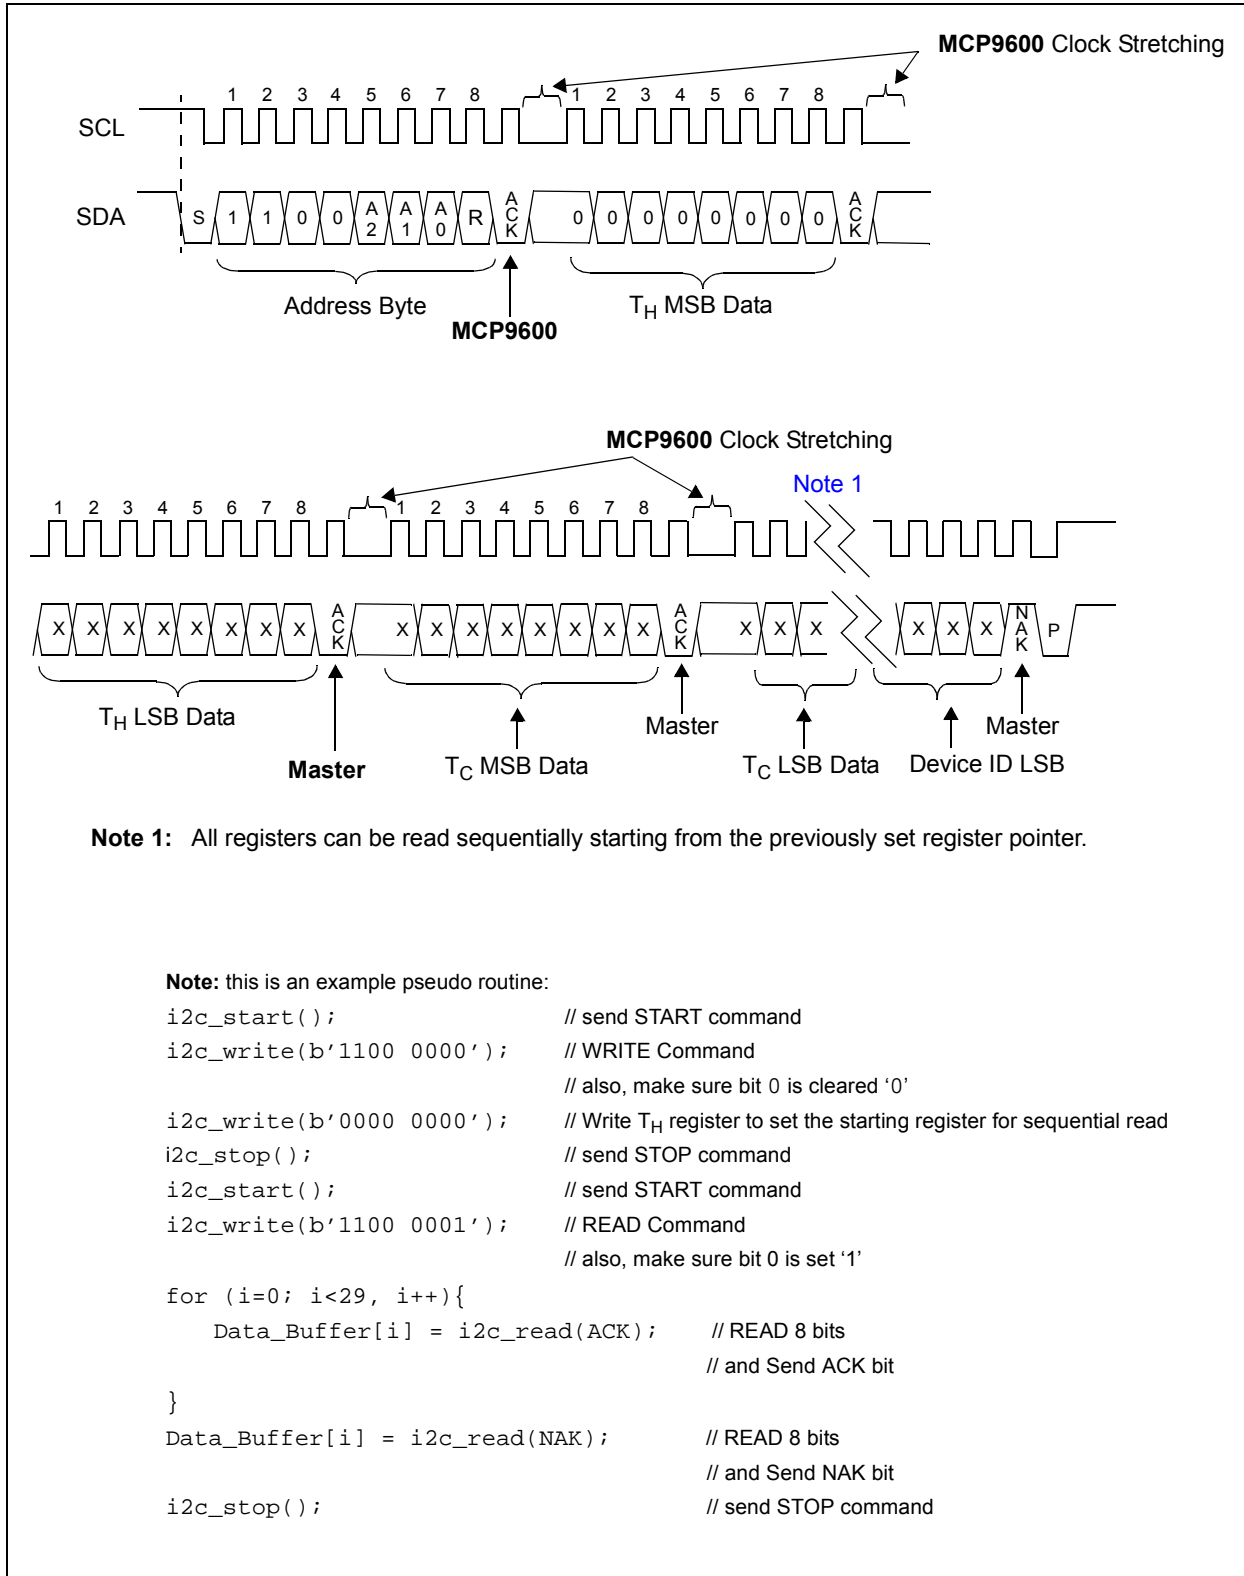 MCP9600 Clock Stretching
1 2 3 4 5 6 7 8 1 2 3 4 5 6 7 8
SCL
SDA
S 1 1 0 0 A2 A1 A0 R ACK 0 0 0 0 0 0 0 0 ACK
Address Byte
TH MSB Data
MCP9600
MCP9600 Clock Stretching
Note 1
1 2 3 4 5 6 7 8 1 2 3 4 5 6 7 8
X X X X X X X X ACK X X X X X X X X ACK X X X X X X NAK P
TH LSB Data
Master
TC MSB Data
Master
TC LSB Data
Device ID LSB
Master
Note 1: All registers can be read sequentially starting from the previously set register pointer.
Note: this is an example pseudo routine:
i2c_start(); // send START command
i2c_write(b’1100 0000’); // WRITE Command
// also, make sure bit 0 is cleared ‘0’
i2c_write(b’0000 0000’); // Write TH register to set the starting register for sequential read
i2c_stop(); // send STOP command
i2c_start(); // send START command
i2c_write(b’1100 0001’); // READ Command
// also, make sure bit 0 is set ‘1’
for (i=0; i<29, i++){
Data_Buffer[i] = i2c_read(ACK); // READ 8 bits
// and Send ACK bit
}
Data_Buffer[i] = i2c_read(NAK); // READ 8 bits
// and Send NAK bit
i2c_stop(); // send STOP command